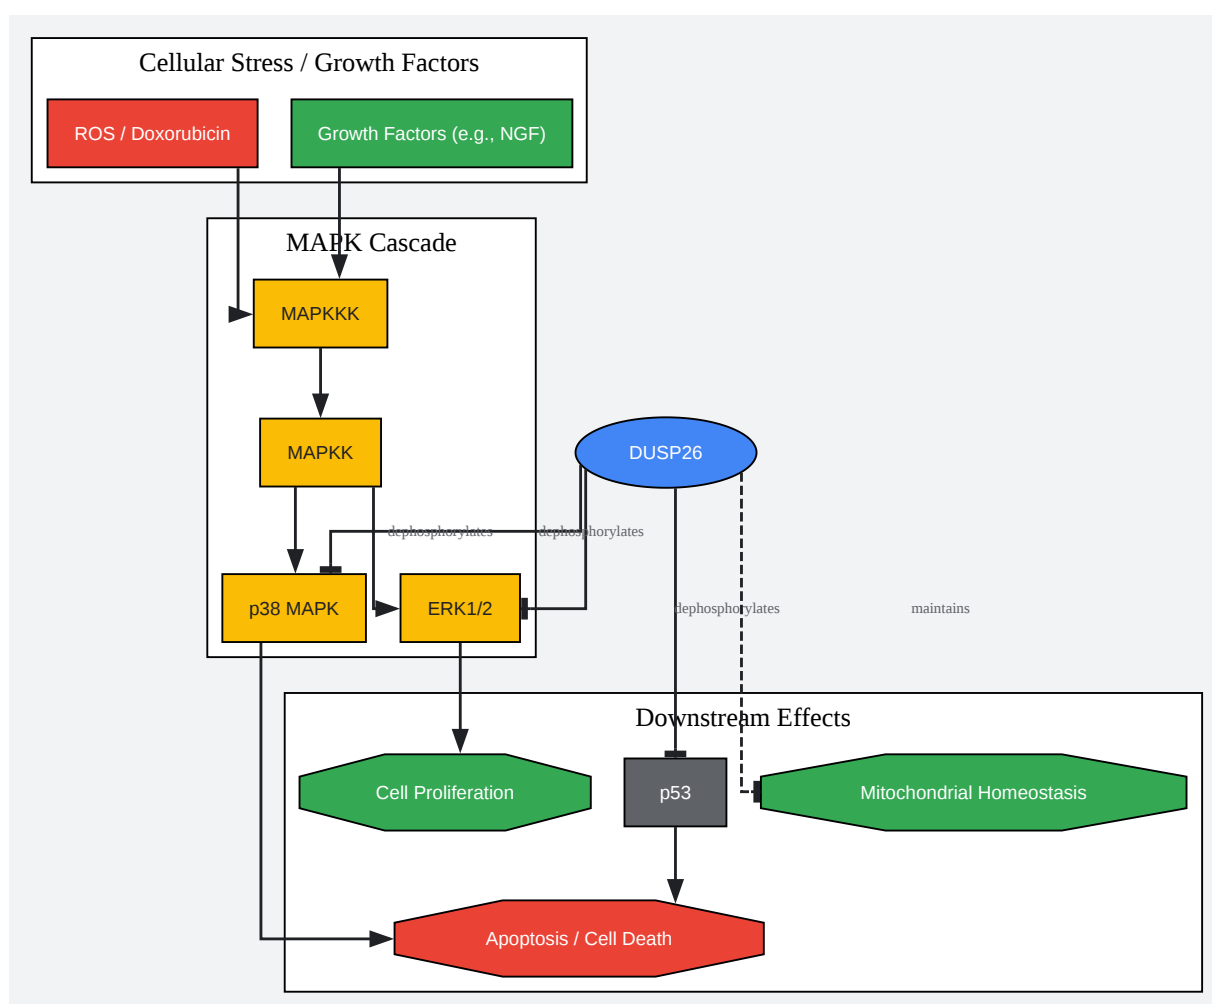 Cellular Stress / Growth Factors
ROS / Doxorubicin
Growth Factors (e.g., NGF)
MAPK Cascade
MAPKKK
MAPKK
DUSP26
dephosphorylates
dephosphorylates
p38 MAPK
ERK1/2
dephosphorylates
maintains
Downstream Effects
Cell Proliferation
p53
Mitochondrial Homeostasis
Apoptosis / Cell Death